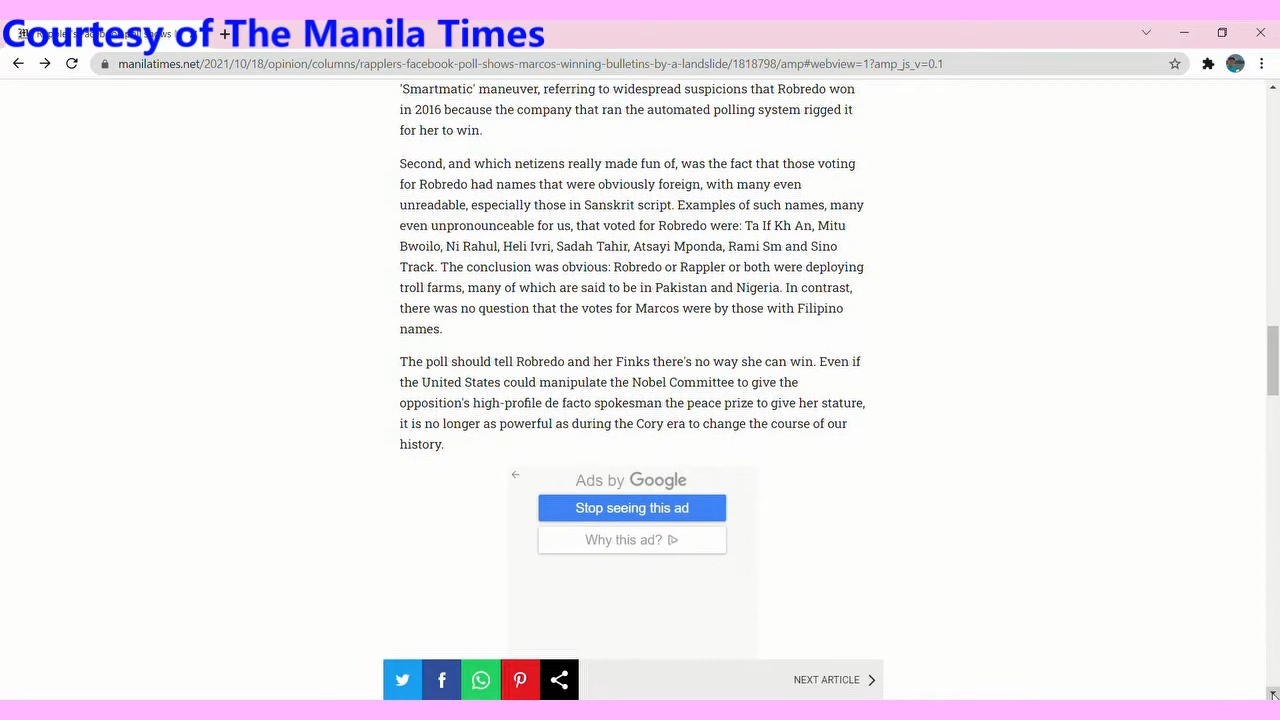 Courtesy of The Manila Times
manilatimes.net/2021/10/18/opinion/columns/rapplers-facebook-poll-shows-marcos-winning-bulletins-by-a-landslide/1818798/amp#webview=1?amp_js_v=0.1
'Smartmatic' maneuver, referring to widespread suspicions that Robredo won
in 2016 because the company that ran the automated polling system rigged it
for her to win.
Second, and which netizens really made fun of, was the fact that those voting
for Robredo had names that were obviously foreign, with many even
unreadable, especially those in Sanskrit script. Examples of such names, many
even unpronounceable for us, that voted for Robredo were: Ta If Kh An, Mitu
Bwoilo, Ni Rahul, Heli Ivri, Sadah Tahir, Atsayi Mponda, Rami Sm and Sino
Track. The conclusion was obvious: Robredo or Rappler or both were deploying
troll farms, many of which are said to be in Pakistan and Nigeria. In contrast,
there was no question that the votes for Marcos were by those with Filipino
names.
The poll should tell Robredo and her Finks there's no way she can win. Even if
the United States could manipulate the Nobel Committee to give the
opposition's high-profile de facto spokesman the peace prize to give her stature,
it is no longer as powerful as during the Cory era to change the course of our
history.
Ads by Google
Stop seeing this ad
Why this ad?
NEXT ARTICLE